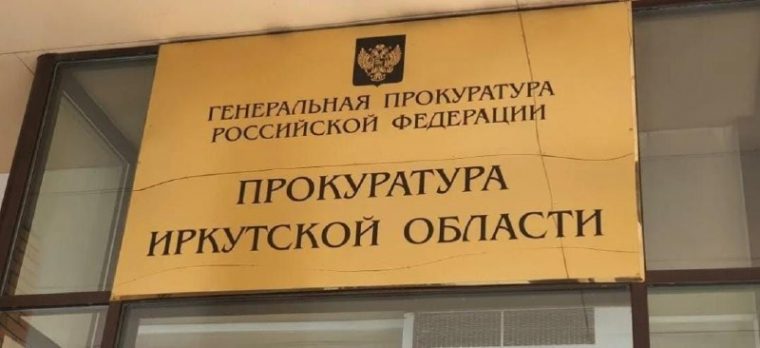 ГЕНЕРАЛЬНАЯ ПРОКУРАТУРА
РОССИЙСКОЙ ФЕДЕРАЦИИ
ПРОКУРАТУРА
ИРКУТСКОЙ ОБЛАСТИ